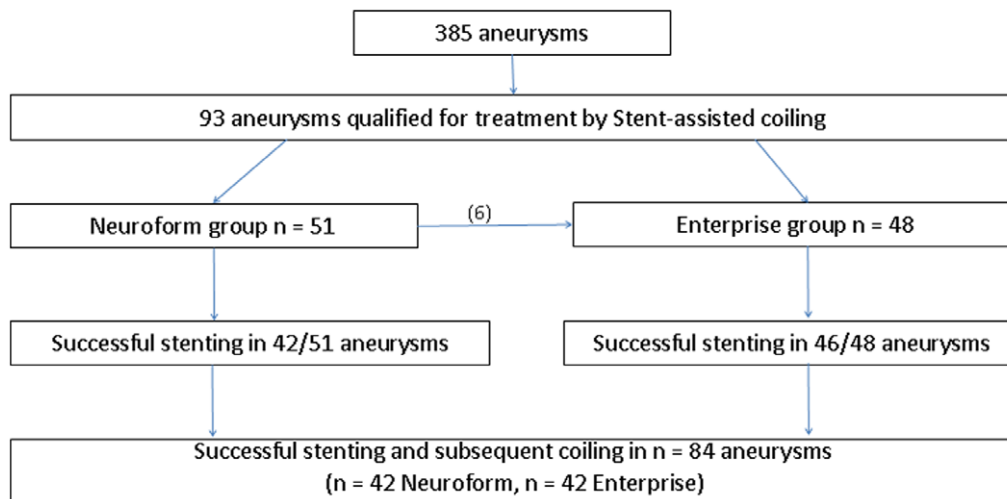 385 aneurysms
93 aneurysms qualified for treatment by Stent-assisted coiling
Neuroform group n = 51
(6)
Enterprise group n = 48
Successful stenting in 42/51 aneurysms
Successful stenting in 46/48 aneurysms
Successful stenting and subsequent coiling in n = 84 aneurysms
(n = 42 Neuroform, n = 42 Enterprise)